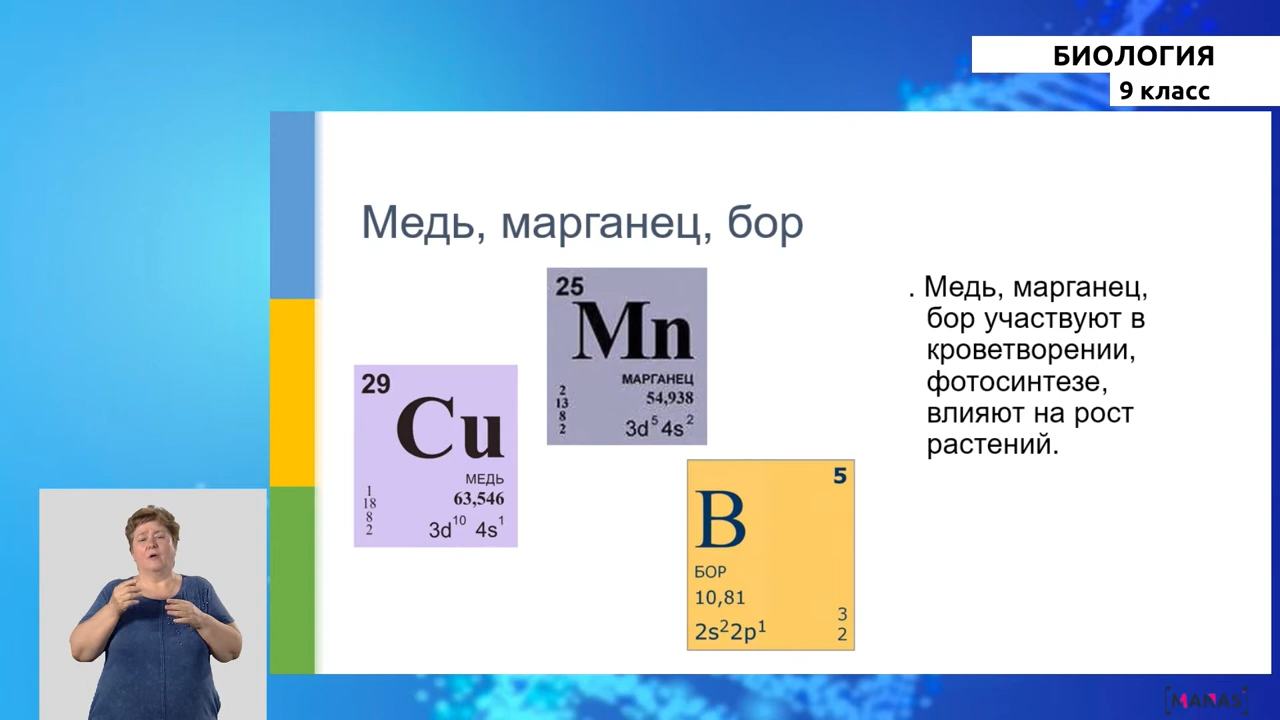 БИОЛОГИЯ
9 класс
Медь, марганец, бор
25
Mn
МАРГАНЕЦ
54,938
2
13
8
2
3d⁵ 4s²
29
Cu
МЕДЬ
63,546
1
18
8
2
3d¹⁰ 4s¹
5
B
БОР
10,81
2s²2p¹
3
2
. Медь, марганец,
бор участвуют в
кроветворении,
фотосинтезе,
влияют на рост
растений.
MANAS